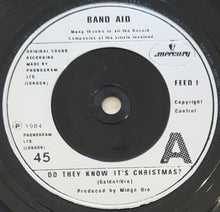 BAND AID
Many thanks to all the Record
Companies of the artists involved!
ORIGINAL SOUND
RECORDING
MADE BY
PHONOGRAM
LTD.
(LONDON)
mercury
FEED 1
Copyright
Control
℗ 1984
PHONOGRAM
LTD.
(LONDON)
45
A
DO THEY KNOW IT'S CHRISTMAS?
(Geldof/Ure)
Produced by Midge Ure